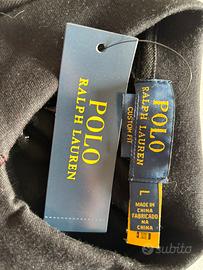 POLO
RALPH LAUREN
POLO
RALPH LAUREN
CUSTOM FIT
L
MADE IN
CHINA
FABRICADO
NA
CHINA
subito